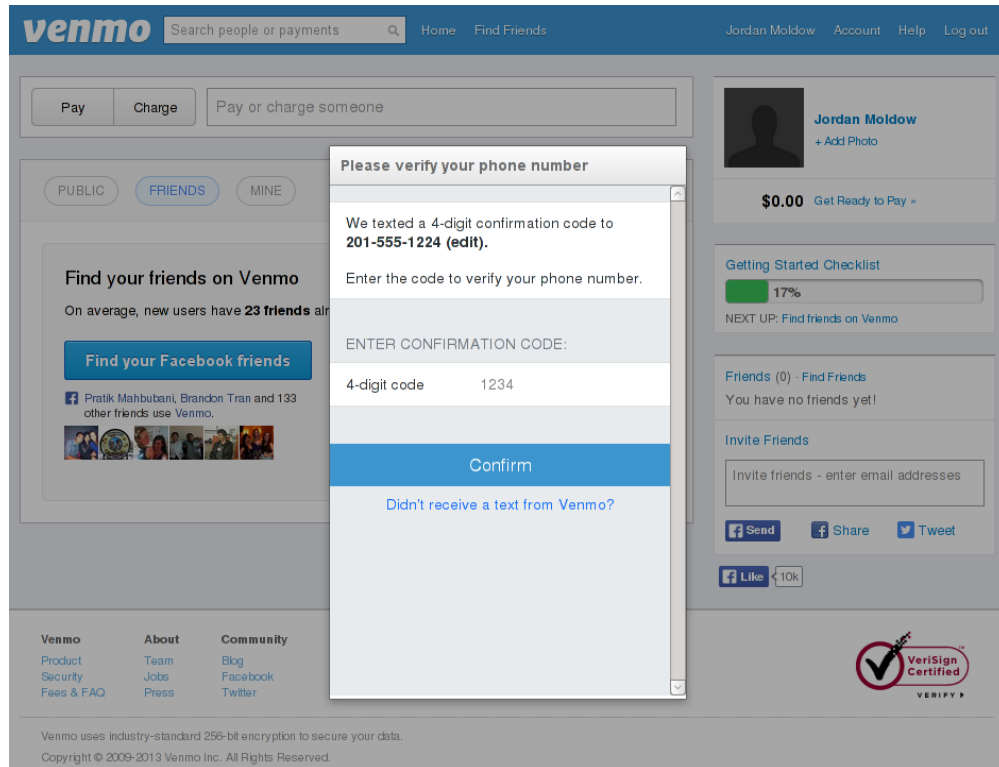 venmo
Search people or payments
Home
Find Friends
Jordan Moldow
Account
Help
Log out
Pay
Charge
Pay or charge someone
PUBLIC
FRIENDS
MINE
Find your friends on Venmo
On average, new users have 23 friends alr
Find your Facebook friends
Pratik Mahbubani, Brandon Tran and 133
other friends use Venmo.
Please verify your phone number
We texted a 4-digit confirmation code to
201-555-1224 (edit).
Enter the code to verify your phone number.
ENTER CONFIRMATION CODE:
4-digit code
1234
Confirm
Didn't receive a text from Venmo?
Jordan Moldow
+ Add Photo
$0.00 Get Ready to Pay »
Getting Started Checklist
17%
NEXT UP: Find friends on Venmo
Friends (0) · Find Friends
You have no friends yet!
Invite Friends
Invite friends - enter email addresses
Send
Share
Tweet
Like
10k
Venmo
Product
Security
Fees & FAQ
About
Team
Jobs
Press
Community
Blog
Facebook
Twitter
VeriSign
Certified
VERIFY
Venmo uses industry-standard 256-bit encryption to secure your data.
Copyright © 2009-2013 Venmo Inc. All Rights Reserved.